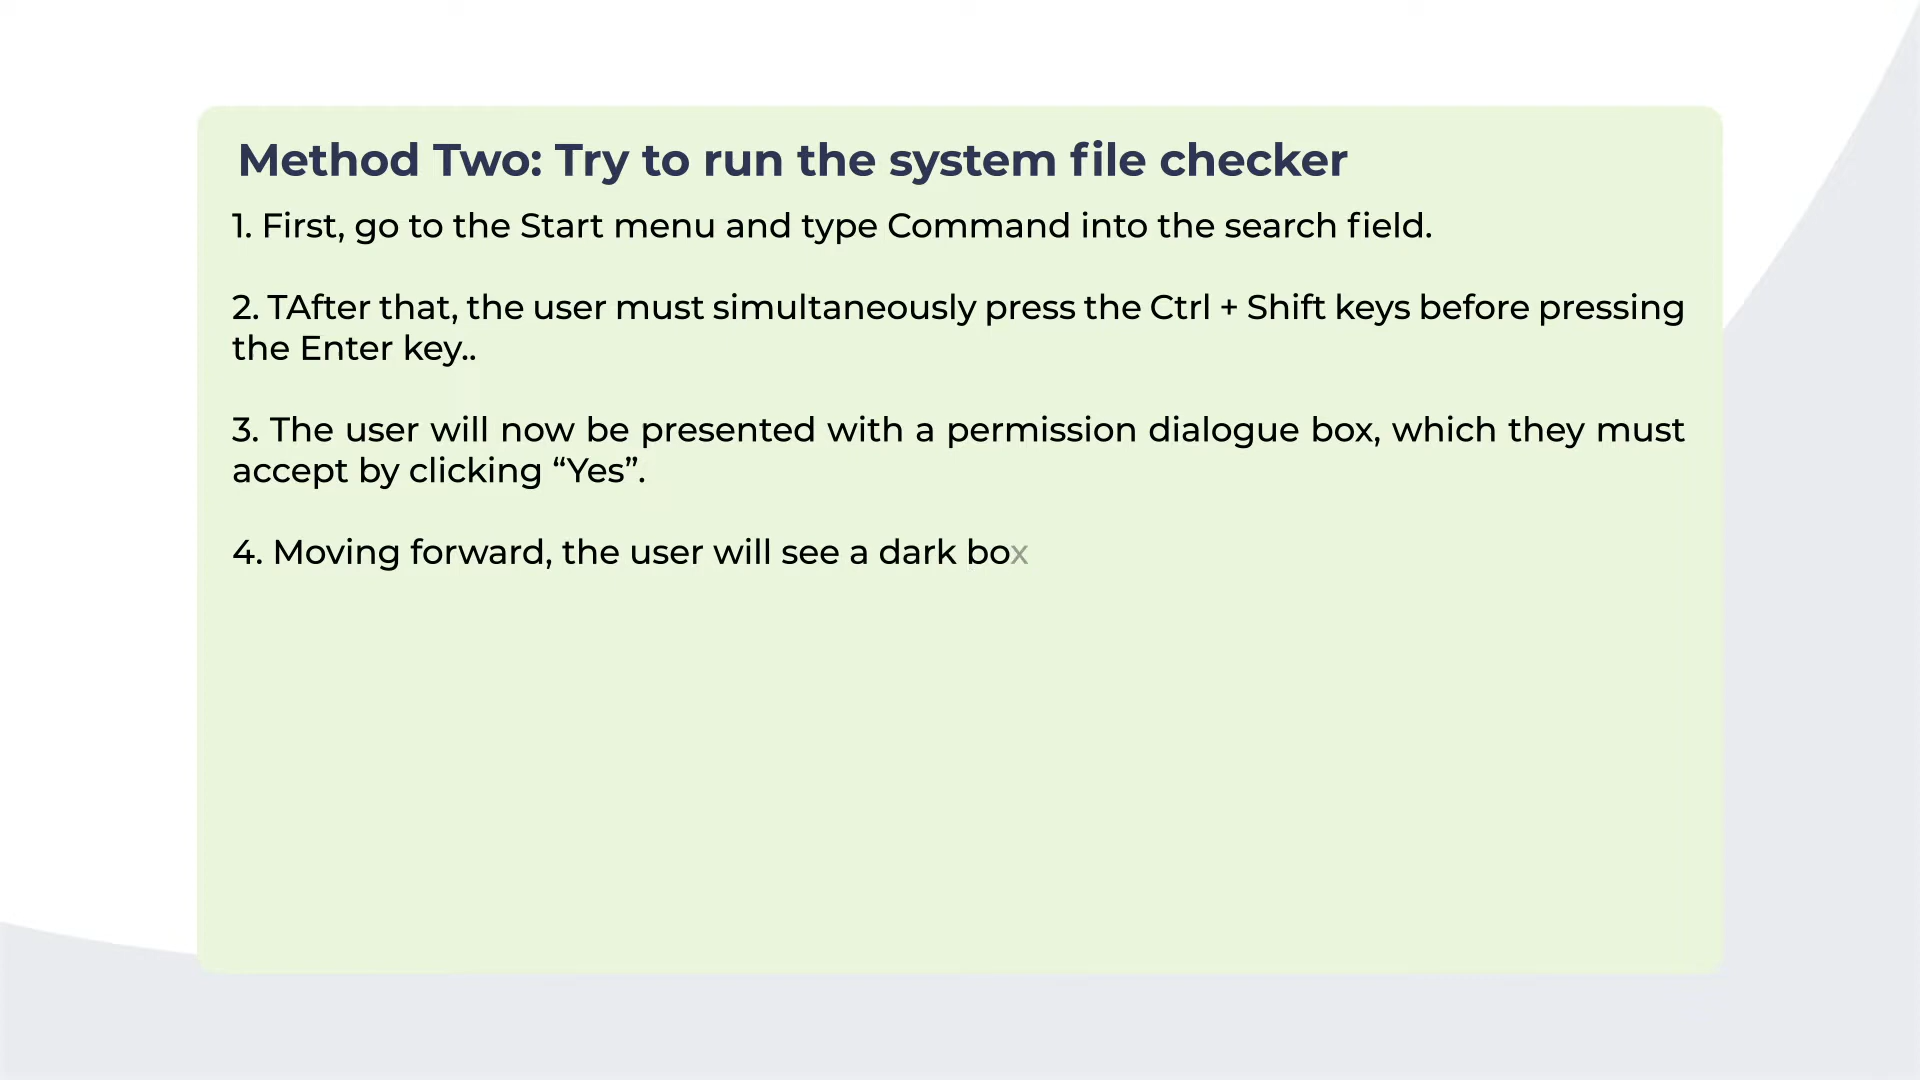 Method Two: Try to run the system file checker
1. First, go to the Start menu and type Command into the search field.
2. TAfter that, the user must simultaneously press the Ctrl + Shift keys before pressing
the Enter key..
3. The user will now be presented with a permission dialogue box, which they must
accept by clicking “Yes”.
4. Moving forward, the user will see a dark box